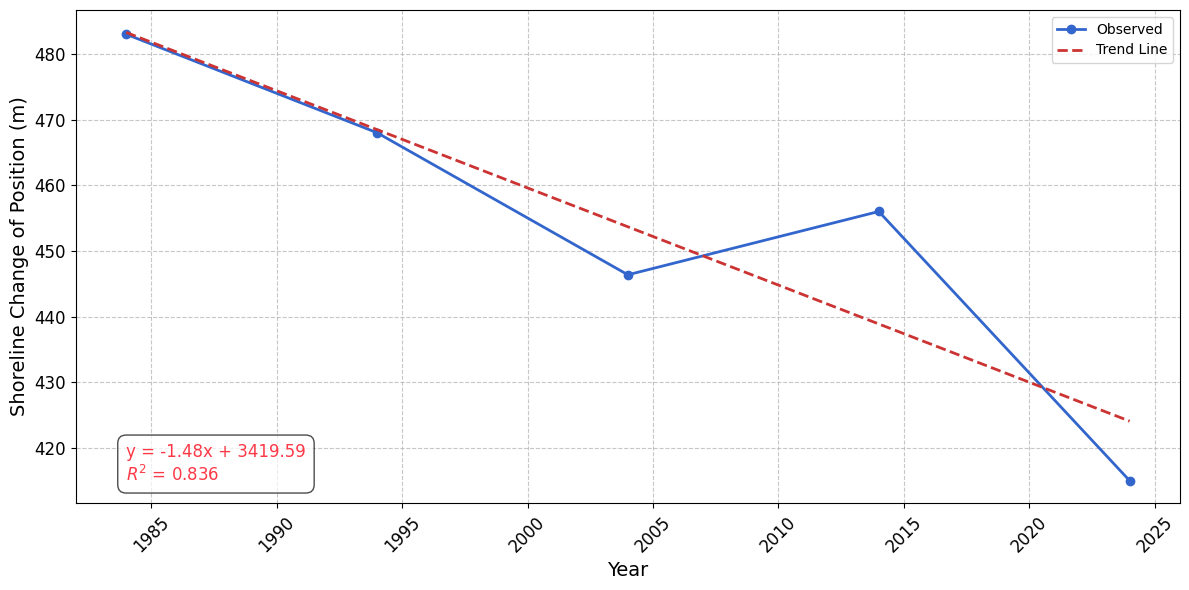 Observed
Trend Line
Shoreline Change of Position (m)
480
470
460
450
440
430
420
y = -1.48x + 3419.59
R² = 0.836
1985
1990
1995
2000
2005
2010
2015
2020
2025
Year